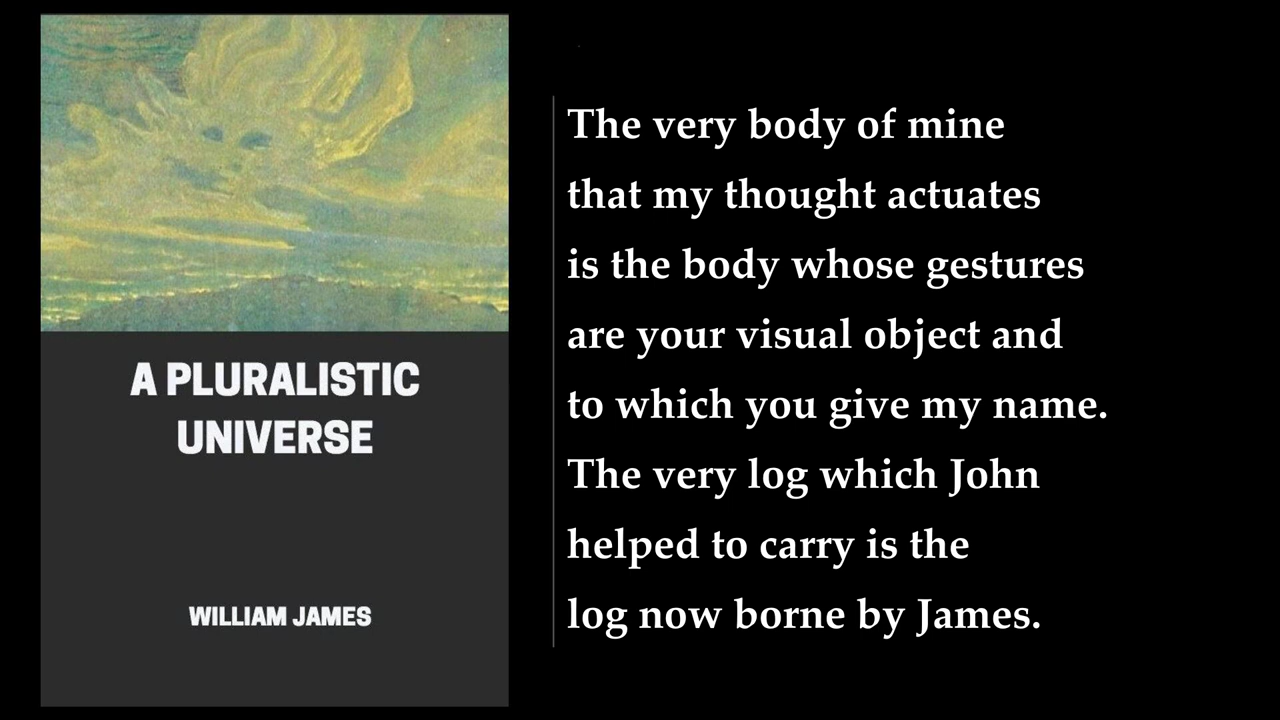 A PLURALISTIC
UNIVERSE
WILLIAM JAMES
The very body of mine
that my thought actuates
is the body whose gestures
are your visual object and
to which you give my name.
The very log which John
helped to carry is the
log now borne by James.